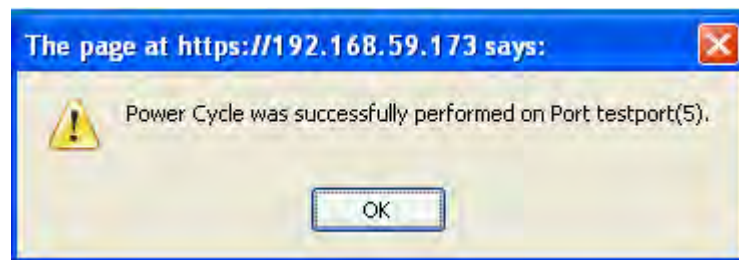 The page at https://192.168.59.173 says:
Power Cycle was successfully performed on Port testport(5).
OK